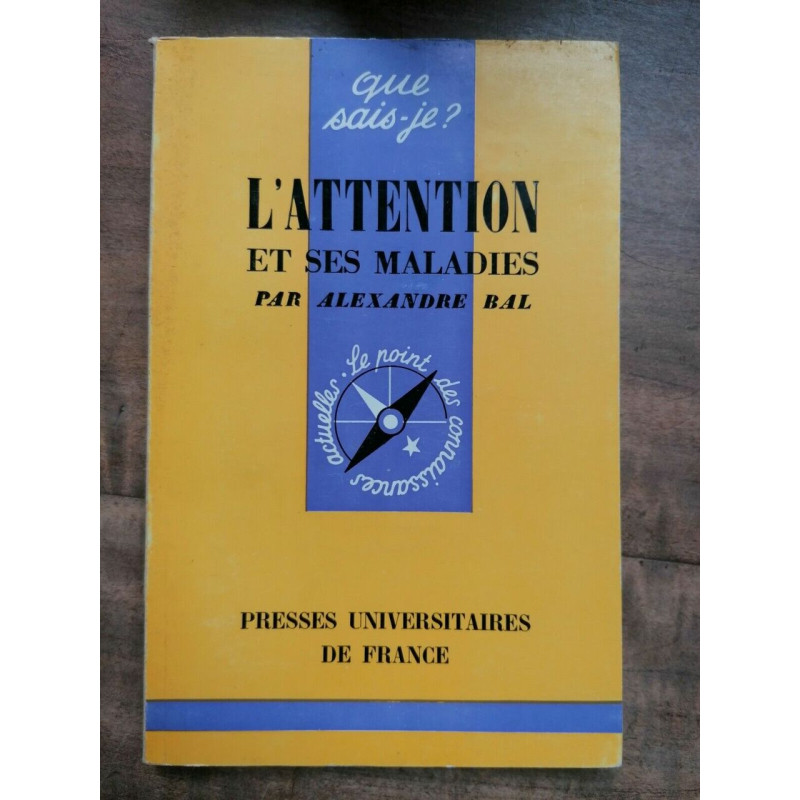 que
sais-je?
L'ATTENTION
ET SES MALADIES
PAR ALEXANDRE BAL
Le point des connaissances actuelles.
PRESSES UNIVERSITAIRES
DE FRANCE